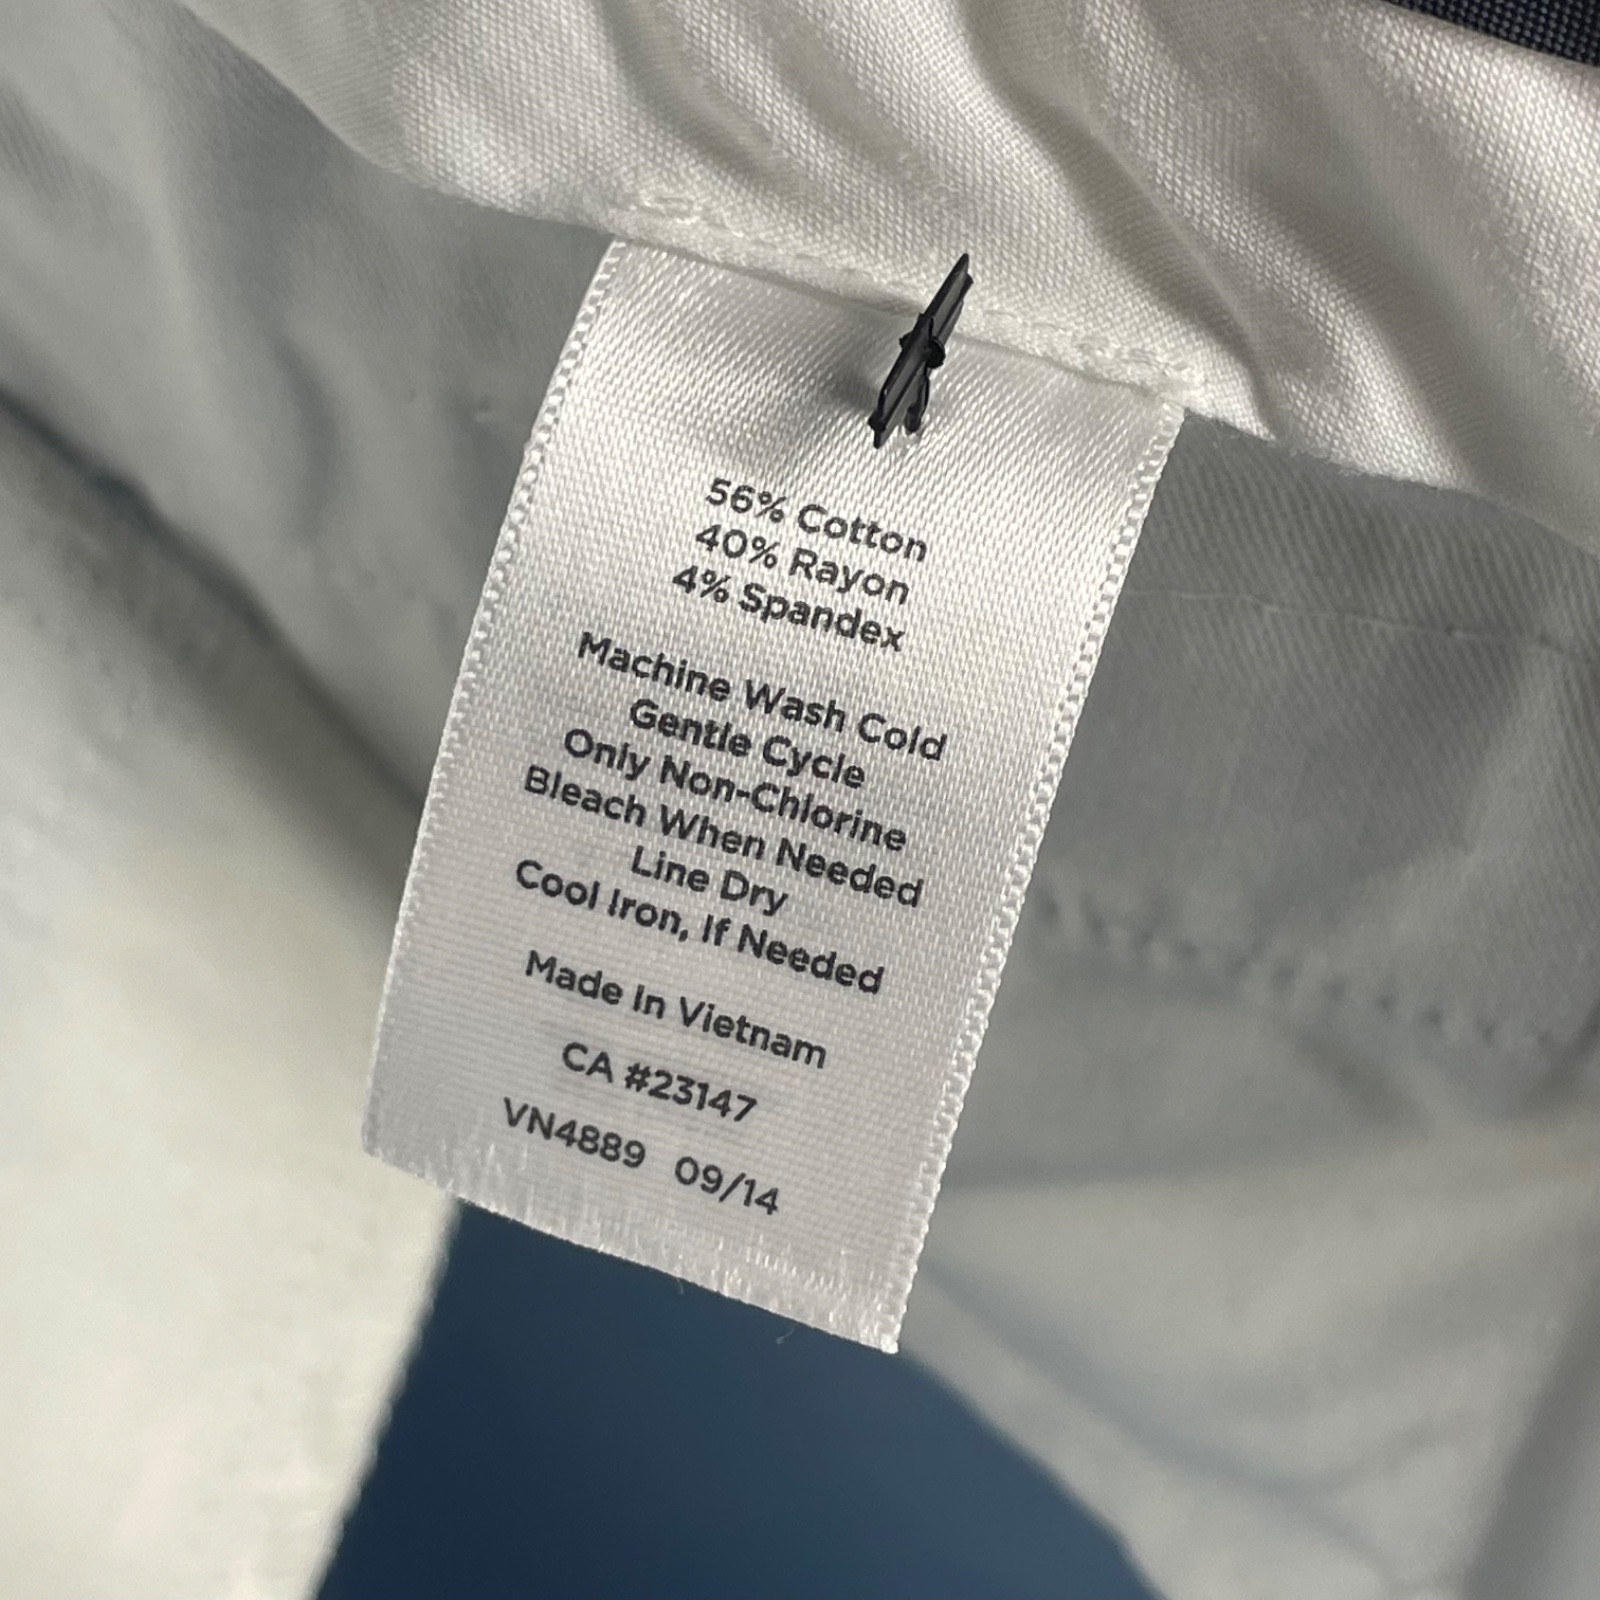 56% Cotton
40% Rayon
4% Spandex
Machine Wash Cold
Gentle Cycle
Only Non-Chlorine
Bleach When Needed
Line Dry
Cool Iron, If Needed
Made In Vietnam
CA #23147
VN4889 09/14